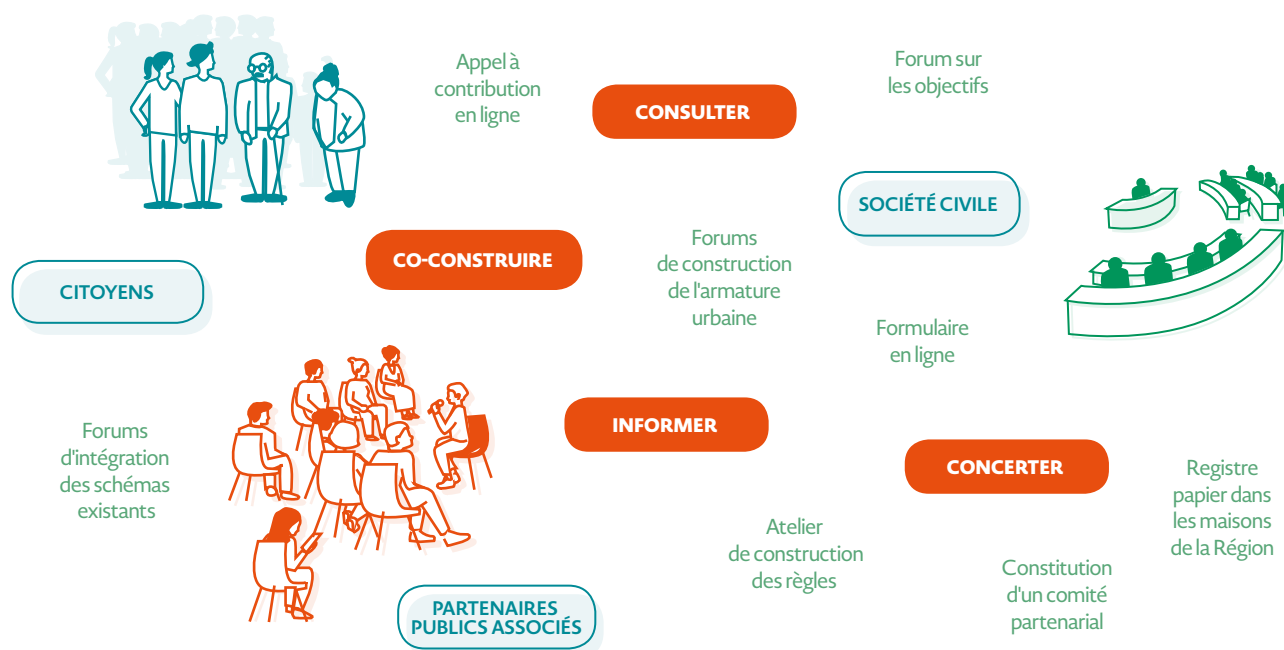 Appel à
contribution
en ligne
CONSULTER
Forum sur
les objectifs
SOCIÉTÉ CIVILE
CO-CONSTRUIRE
Forums
de construction
de l'armature
urbaine
CITOYENS
Formulaire
en ligne
INFORMER
Forums
d'intégration
des schémas
existants
CONCERTER
Registre
papier dans
les maisons
de la Région
Atelier
de construction
des règles
Constitution
d'un comité
partenarial
PARTENAIRES
PUBLICS ASSOCIÉS